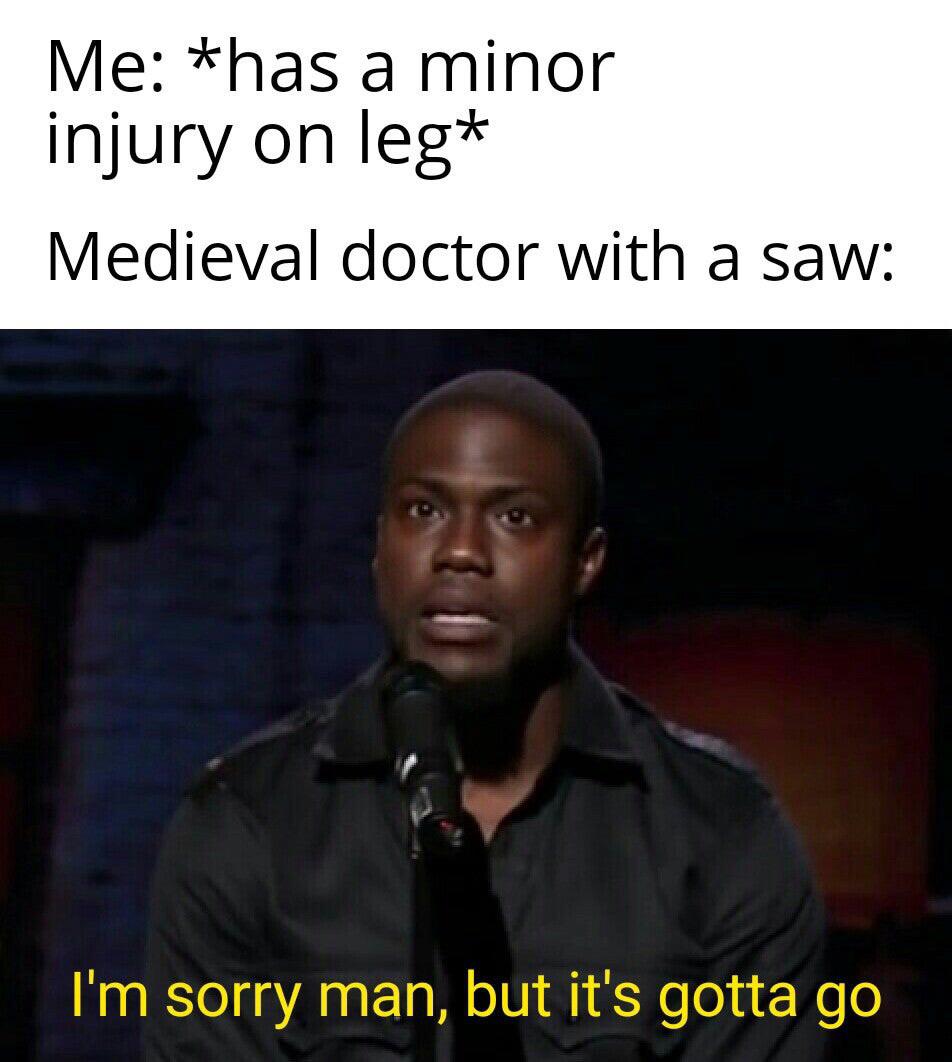 Me: *has a minor
injury on leg*
Medieval doctor with a saw:
I'm sorry man, but it's gotta go